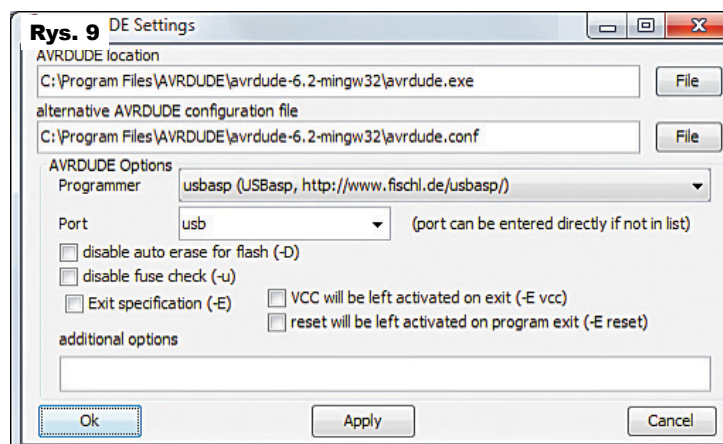 Rys. 9
DE Settings
AVRDUDE location
C:\Program Files\AVRDUDE\avrdude-6.2-mingw32\avrdude.exe File
alternative AVRDUDE configuration file
C:\Program Files\AVRDUDE\avrdude-6.2-mingw32\avrdude.conf File
AVRDUDE Options
Programmer usbasp (USBasp, http://www.fischl.de/usbasp/)
Port usb (port can be entered directly if not in list)
disable auto erase for flash (-D)
disable fuse check (-u)
Exit specification (-E) VCC will be left activated on exit (-E vcc)
reset will be left activated on program exit (-E reset)
additional options
Ok Apply Cancel